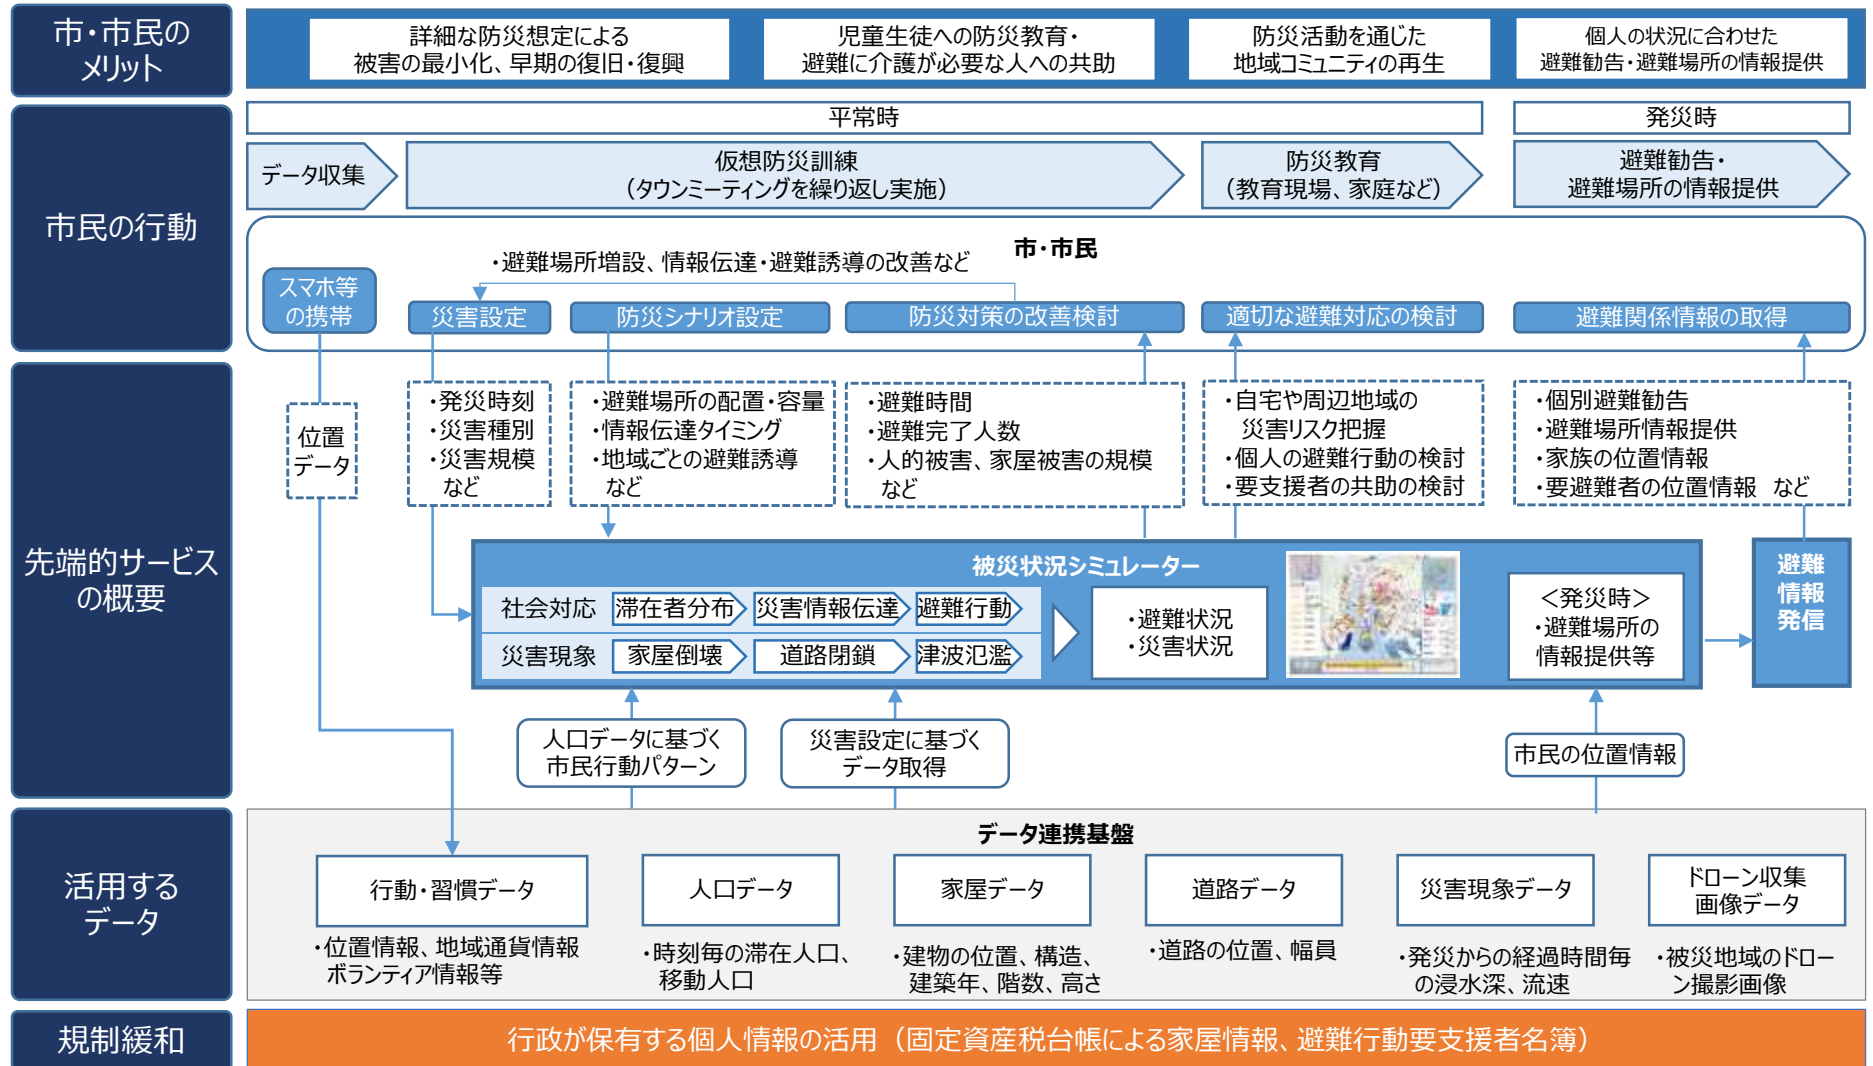 市・市民の
メリット
詳細な防災想定による
被害の最小化、早期の復旧・復興
児童生徒への防災教育・
避難に介護が必要な人への共助
防災活動を通じた
地域コミュニティの再生
個人の状況に合わせた
避難勧告・避難場所の情報提供
市民の行動
平常時
発災時
データ収集
仮想防災訓練
（タウンミーティングを繰り返し実施）
防災教育
（教育現場、家庭など）
避難勧告・
避難場所の情報提供
市・市民
・避難場所増設、情報伝達・避難誘導の改善など
スマホ等
の携帯
災害設定
防災シナリオ設定
防災対策の改善検討
適切な避難対応の検討
避難関係情報の取得
先端的サービス
の概要
位置
データ
・発災時刻
・災害種別
・災害規模
など
・避難場所の配置・容量
・情報伝達タイミング
・地域ごとの避難誘導
など
・避難時間
・避難完了人数
・人的被害、家屋被害の規模
など
・自宅や周辺地域の
災害リスク把握
・個人の避難行動の検討
・要支援者の共助の検討
・個別避難勧告
・避難場所情報提供
・家族の位置情報
・要避難者の位置情報 など
被災状況シミュレーター
社会対応
滞在者分布
災害情報伝達
避難行動
災害現象
家屋倒壊
道路閉鎖
津波氾濫
・避難状況
・災害状況
＜発災時＞
・避難場所の
情報提供等
避難
情報
発信
人口データに基づく
市民行動パターン
災害設定に基づく
データ取得
市民の位置情報
活用する
データ
データ連携基盤
行動・習慣データ
・位置情報、地域通貨情報
ボランティア情報等
人口データ
・時刻毎の滞在人口、
移動人口
家屋データ
・建物の位置、構造、
建築年、階数、高さ
道路データ
・道路の位置、幅員
災害現象データ
・発災からの経過時間毎
の浸水深、流速
ドローン収集
画像データ
・被災地域のドロー
ン撮影画像
規制緩和
行政が保有する個人情報の活用（固定資産税台帳による家屋情報、避難行動要支援者名簿）